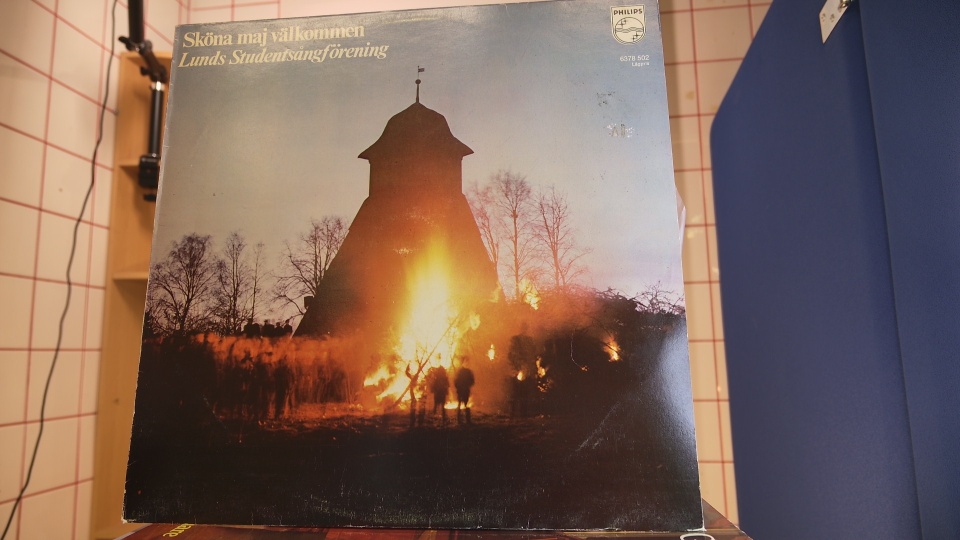 Sköna maj välkommen
Lunds Studentsångförening
PHILIPS
6378 502